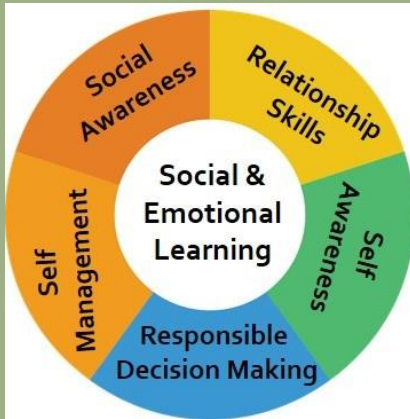 Social
Awareness
Relationship
Skills
Social &
Emotional
Learning
Self
Management
Self
Awareness
Responsible
Decision Making